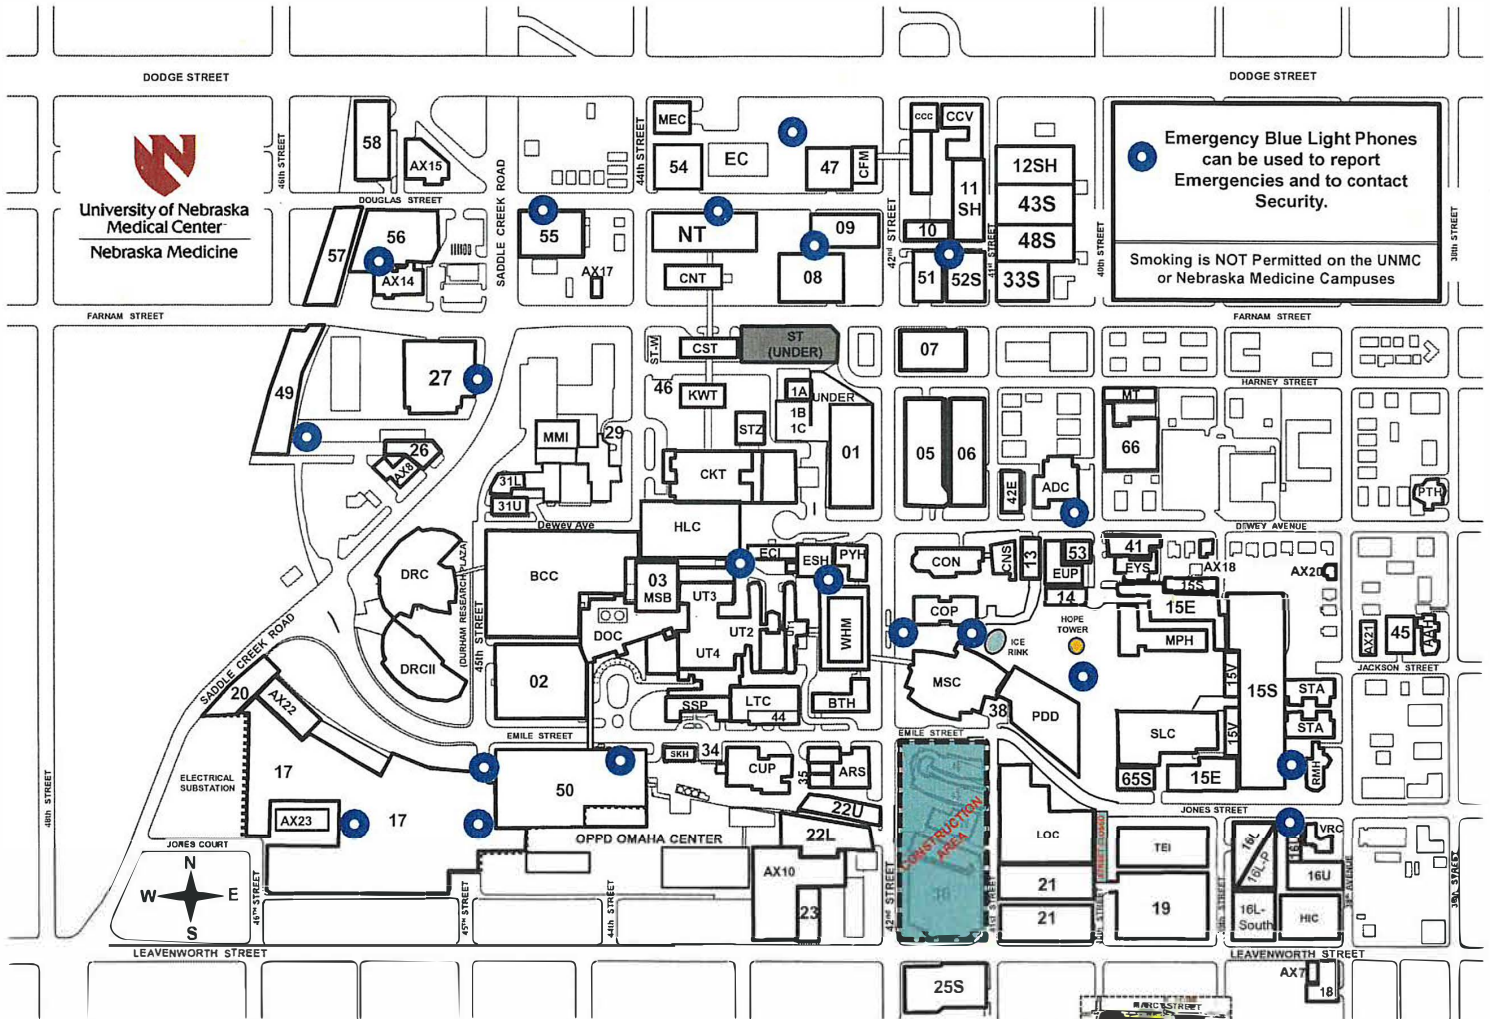 DODGE STREET
DODGE STREET
University of Nebraska
Medical Center
Nebraska Medicine
Emergency Blue Light Phones
can be used to report
Emergencies and to contact
Security.
Smoking is NOT Permitted on the UNMC
or Nebraska Medicine Campuses
46th STREET
58
AX15
SADDLE CREEK ROAD
44th STREET
MEC
54
EC
47
CFM
CCC
CCV
11
SH
12SH
43S
48S
33S
DOUGLAS STREET
57
56
AX14
55
AX17
NT
CNT
09
08
42nd STREET
10
51
52S
41st STREET
40th STREET
38th STREET
FARNAM STREET
FARNAM STREET
49
27
26
AX8
ST-W
CST
ST
(UNDER)
07
HARNEY STREET
46
KWT
1A
UNDER
1B
1C
STZ
01
05
06
MT
66
MMI
29
31L
31U
CKT
42E
ADC
PTH
Dewey Ave
HLC
DEWEY AVENUE
DRC
(DURHAM RESEARCH PLAZA)
BCC
03
MSB
ECI
ESH
PYH
CON
CNS
13
53
EUP
14
41
EYS
AX18
AX20
15S
15E
UT3
UT2
UT4
DOC
WHM
COP
ICE
RINK
HOPE
TOWER
MPH
AX21
45
JACKSON STREET
DRCII
45th STREET
02
SADDLE CREEK ROAD
20
AX22
SSP
LTC
44
BTH
MSC
38
PDD
15V
15S
STA
STA
SLC
15V
EMILE STREET
EMILE STREET
48th STREET
ELECTRICAL
SUBSTATION
17
50
SKH
34
CUP
35
ARS
65S
15E
RMH
JONES STREET
AX23
17
22U
22L
CONSTRUCTION
AREA
LOC
STREET CLOSED
TEI
16L
16L-P
VRC
16U
JONES COURT
OPPD OMAHA CENTER
AX10
21
21
19
23
16L-
South
HIC
N
W
E
S
46TH STREET
45TH STREET
44th STREET
42nd STREET
41st STREET
38th AVENUE
LEAVENWORTH STREET
LEAVENWORTH STREET
25S
AX7
18
MARCY STREET